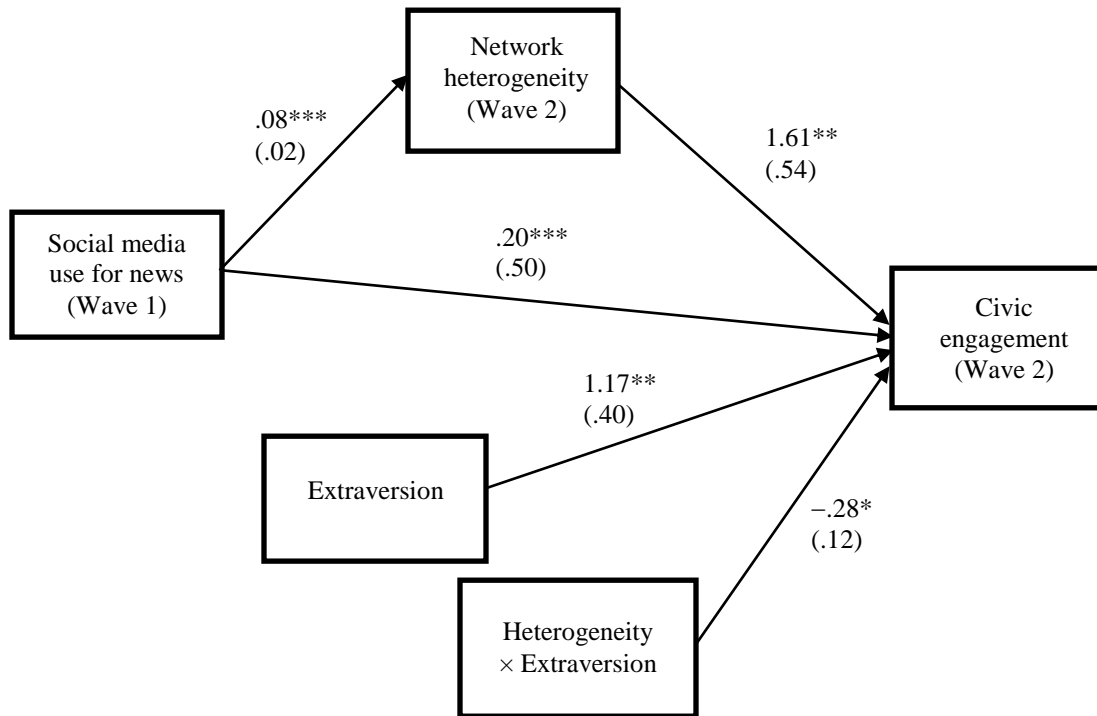 Network
heterogeneity
(Wave 2)
.08***
(.02)
1.61**
(.54)
Social media
use for news
(Wave 1)
.20***
(.50)
Civic
engagement
(Wave 2)
1.17**
(.40)
Extraversion
−.28*
(.12)
Heterogeneity
× Extraversion